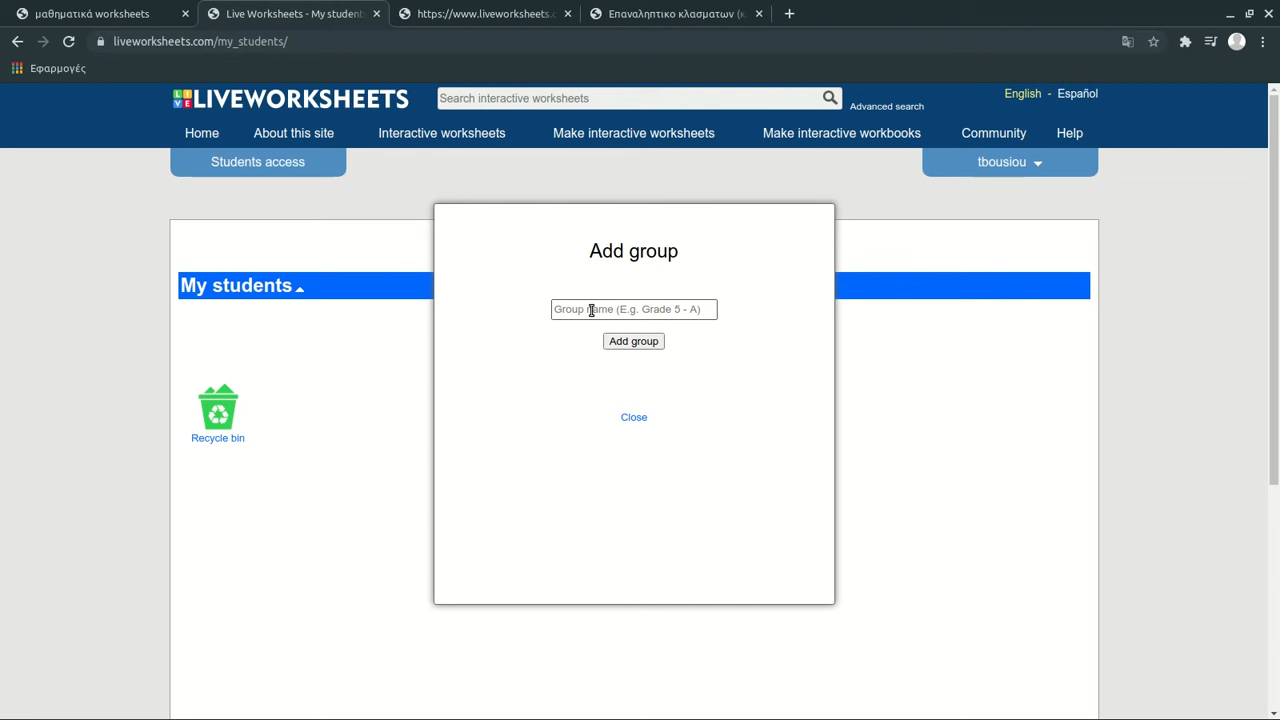 μαθηματικά worksheets
Live Worksheets - My student
https://www.liveworksheets.c
Επαναληπτικο κλασματων (κ
liveworksheets.com/my_students/
Εφαρμογές
LIVE LIVEWORKSHEETS
Search interactive worksheets
Advanced search
English - Español
Home About this site Interactive worksheets Make interactive worksheets Make interactive workbooks Community Help
Students access
tbousiou
Add group
My students
Group name (E.g. Grade 5 - A)
Add group
Close
Recycle bin